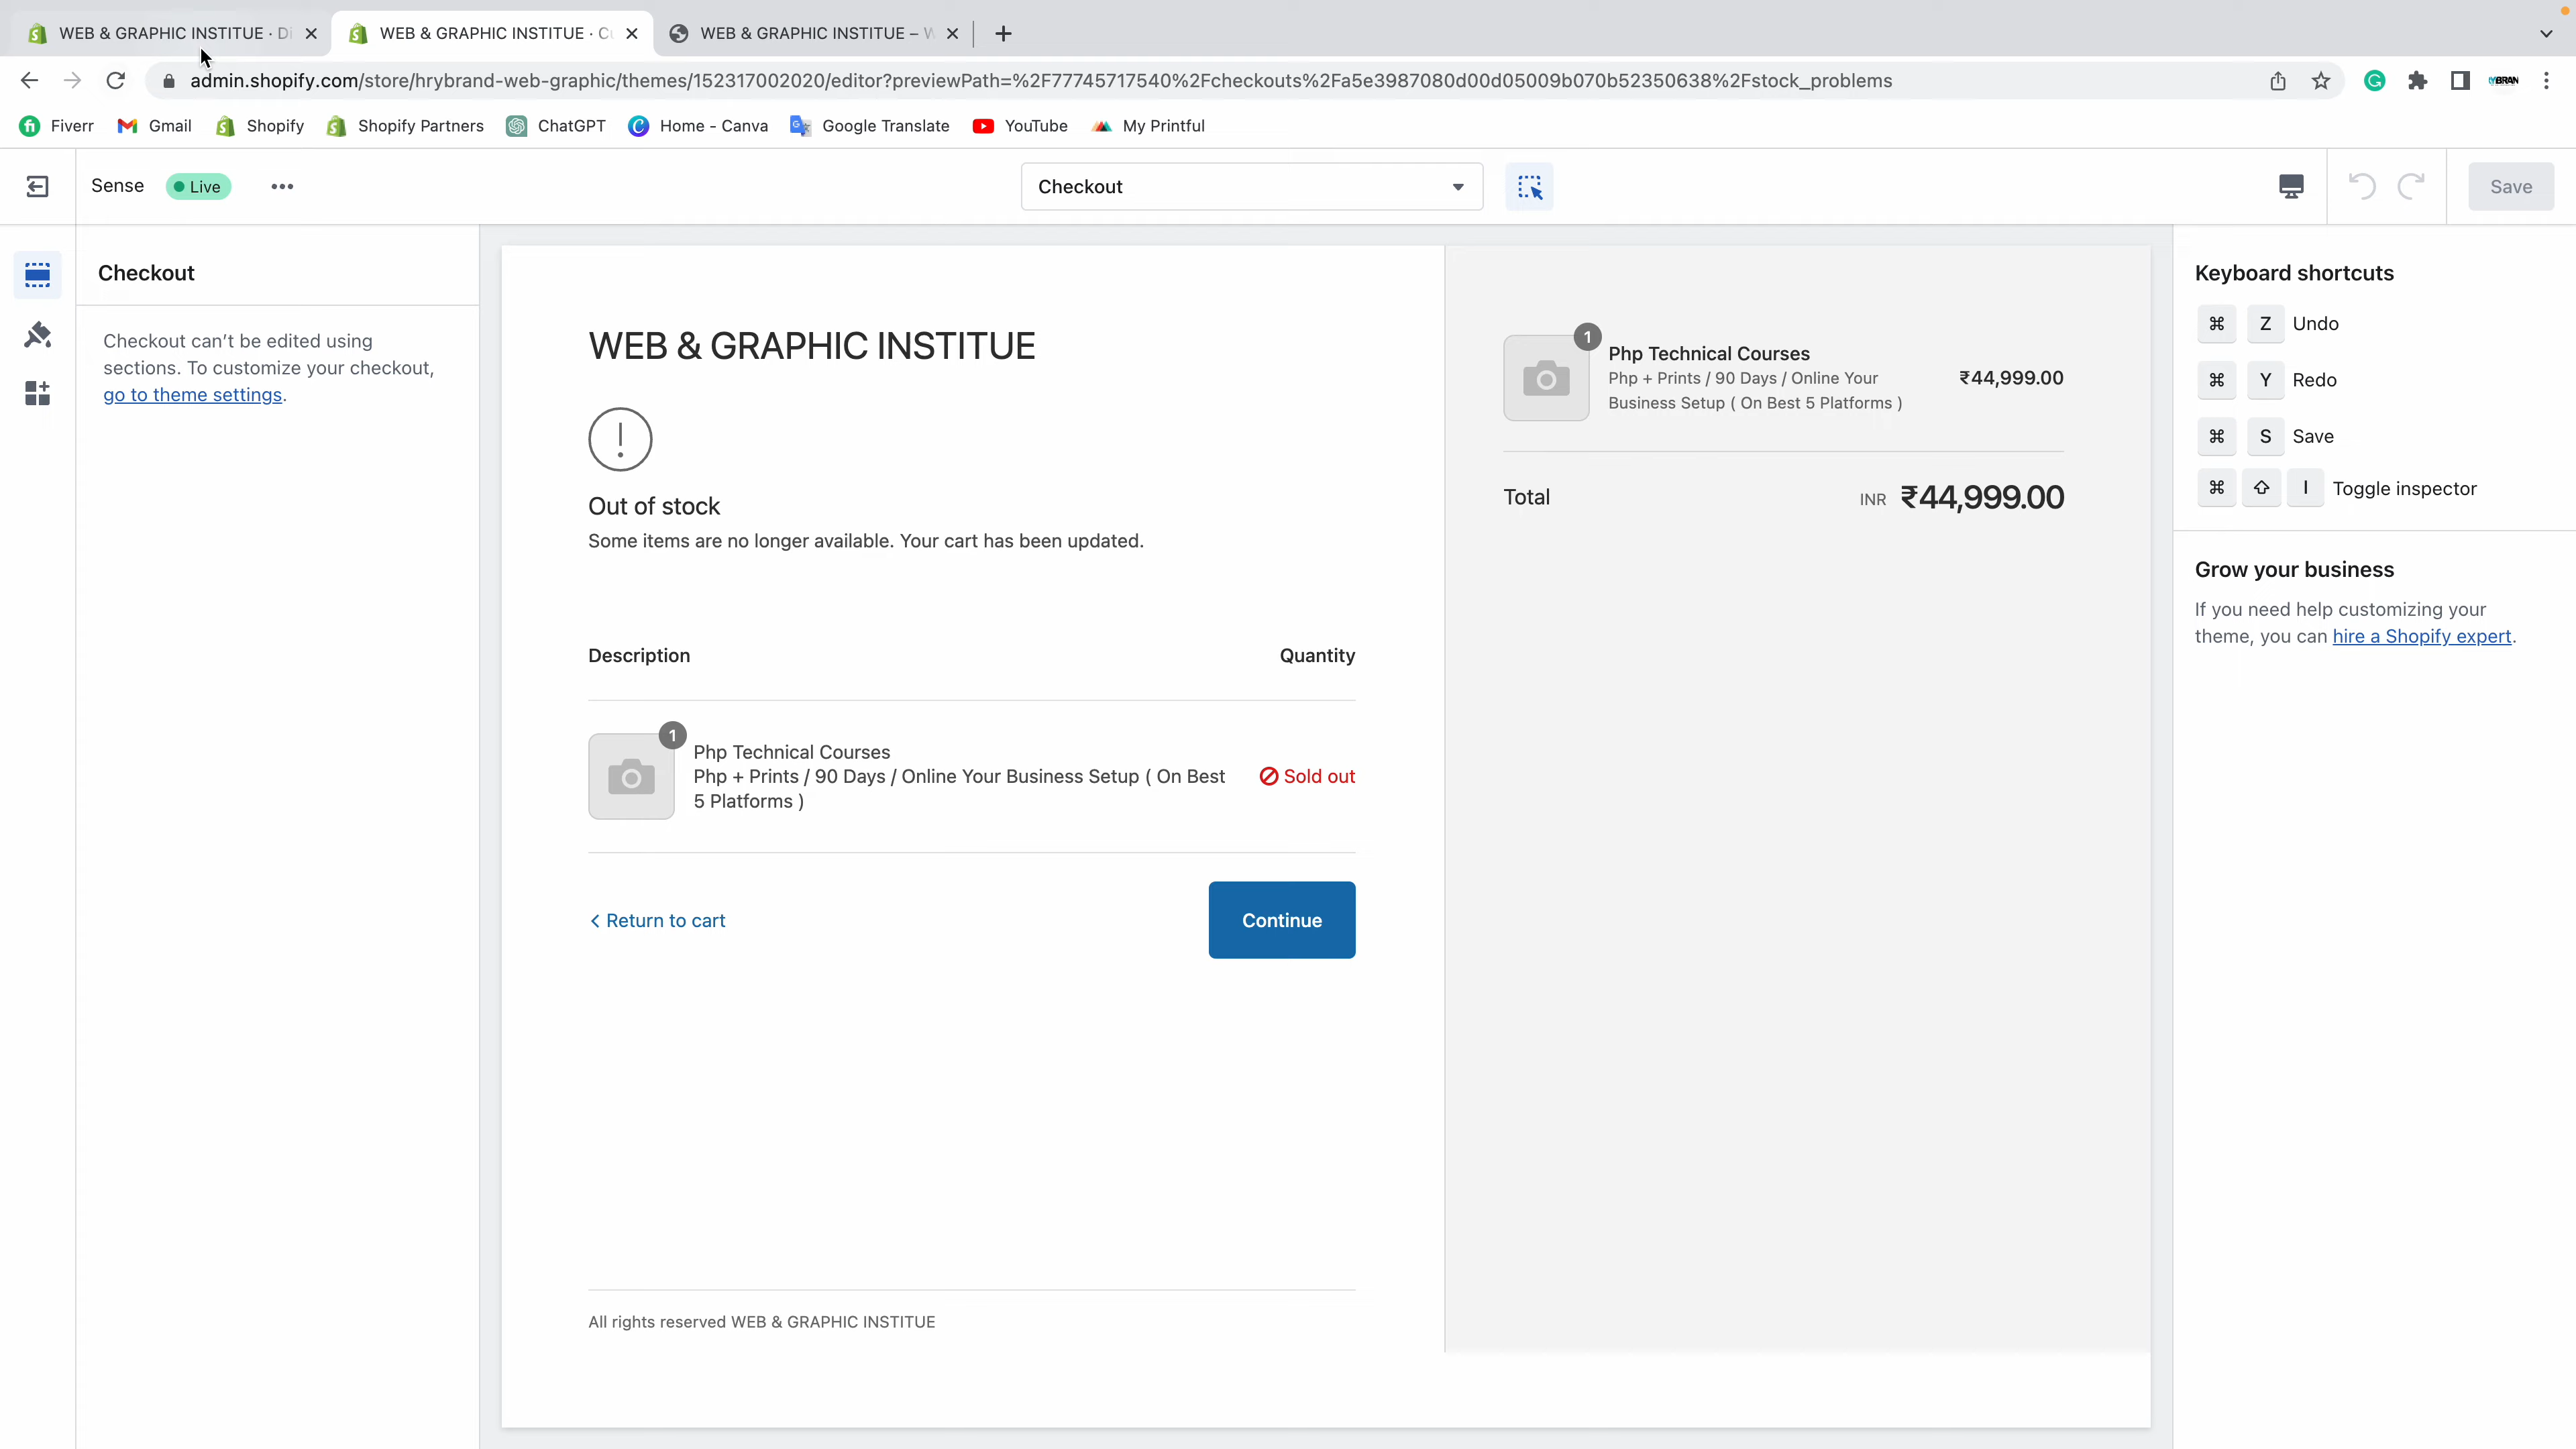 WEB & GRAPHIC INSTITUE · Di
WEB & GRAPHIC INSTITUE · Cu
WEB & GRAPHIC INSTITUE – W
admin.shopify.com/store/hrybrand-web-graphic/themes/152317002020/editor?previewPath=%2F77745717540%2Fcheckouts%2Fa5e3987080d00d05009b070b52350638%2Fstock_problems
Fiverr Gmail Shopify Shopify Partners ChatGPT Home - Canva Google Translate YouTube My Printful
Sense Live
Checkout
Save
Checkout
Checkout can't be edited using
sections. To customize your checkout,
go to theme settings.
WEB & GRAPHIC INSTITUE
Out of stock
Some items are no longer available. Your cart has been updated.
Description Quantity
1
Php Technical Courses
Php + Prints / 90 Days / Online Your Business Setup ( On Best
5 Platforms )
Sold out
Return to cart
Continue
All rights reserved WEB & GRAPHIC INSTITUE
1
Php Technical Courses
Php + Prints / 90 Days / Online Your
Business Setup ( On Best 5 Platforms )
₹44,999.00
Total INR ₹44,999.00
Keyboard shortcuts
⌘ Z Undo
⌘ Y Redo
⌘ S Save
⌘ ⇧ I Toggle inspector
Grow your business
If you need help customizing your
theme, you can hire a Shopify expert.